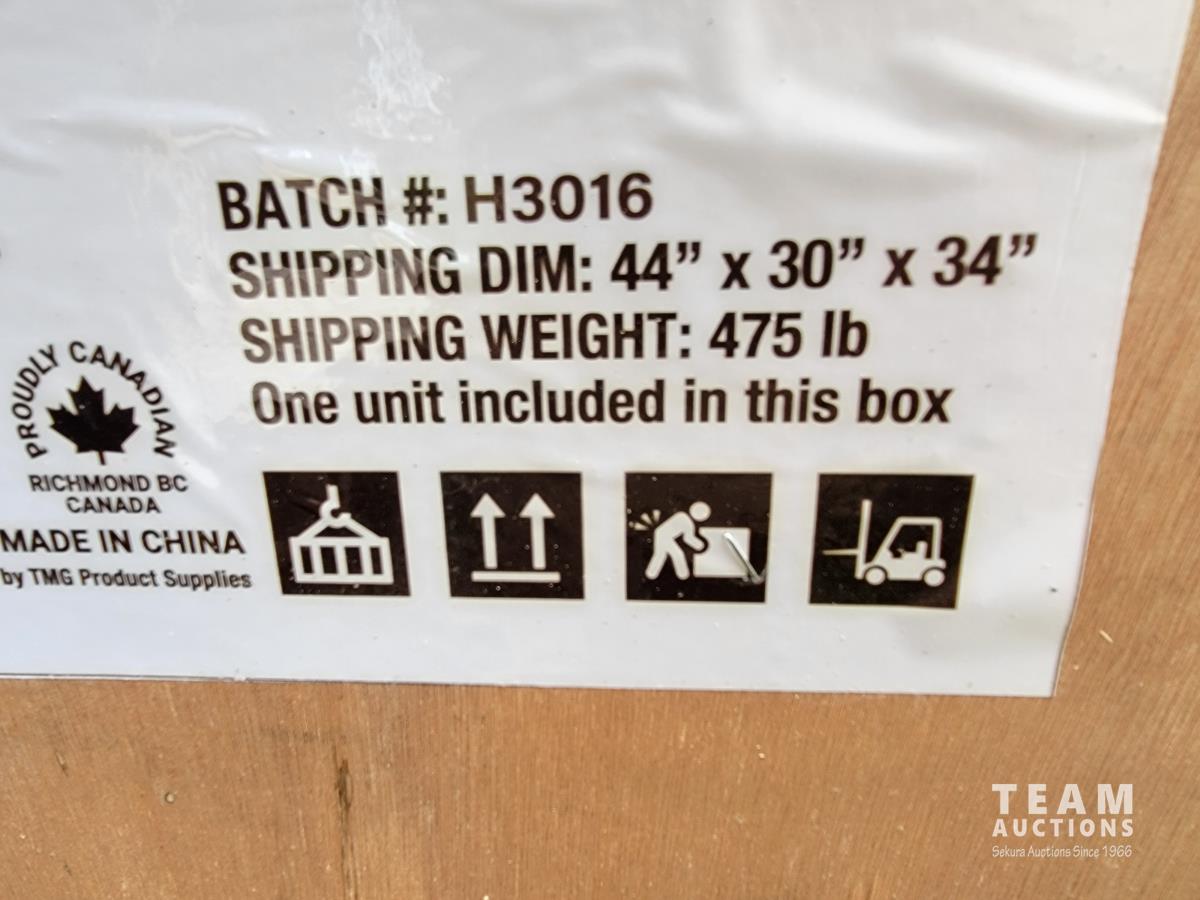 BATCH #: H3016
SHIPPING DIM: 44” x 30” x 34”
SHIPPING WEIGHT: 475 lb
One unit included in this box
PROUDLY CANADIAN
RICHMOND BC
CANADA
MADE IN CHINA
by TMG Product Supplies
TEAM
AUCTIONS
Sekura Auctions Since 1966